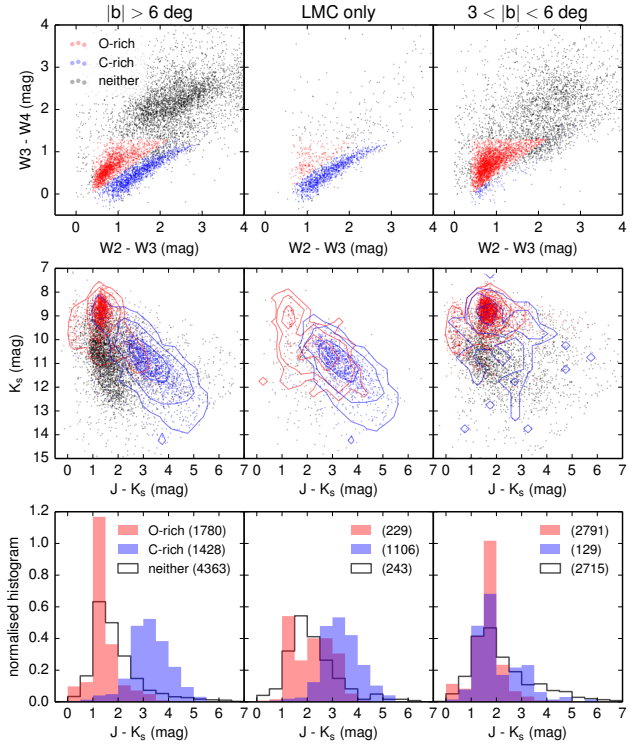 |b| > 6 deg
LMC only
3 < |b| < 6 deg
O-rich
C-rich
neither
W3 - W4 (mag)
4
3
2
1
0
0 1 2 3 4
0 1 2 3 4
0 1 2 3 4
W2 - W3 (mag)
W2 - W3 (mag)
W2 - W3 (mag)
Ks (mag)
7
8
9
10
11
12
13
14
15
0 1 2 3 4 5 6 7
0 1 2 3 4 5 6 7
0 1 2 3 4 5 6 7
J - Ks (mag)
J - Ks (mag)
J - Ks (mag)
normalised histogram
1.2
1.0
0.8
0.6
0.4
0.2
0.0
O-rich (1780)
C-rich (1428)
neither (4363)
(229)
(1106)
(243)
(2791)
(129)
(2715)
0 1 2 3 4 5 6 7
0 1 2 3 4 5 6 7
0 1 2 3 4 5 6 7
J - Ks (mag)
J - Ks (mag)
J - Ks (mag)